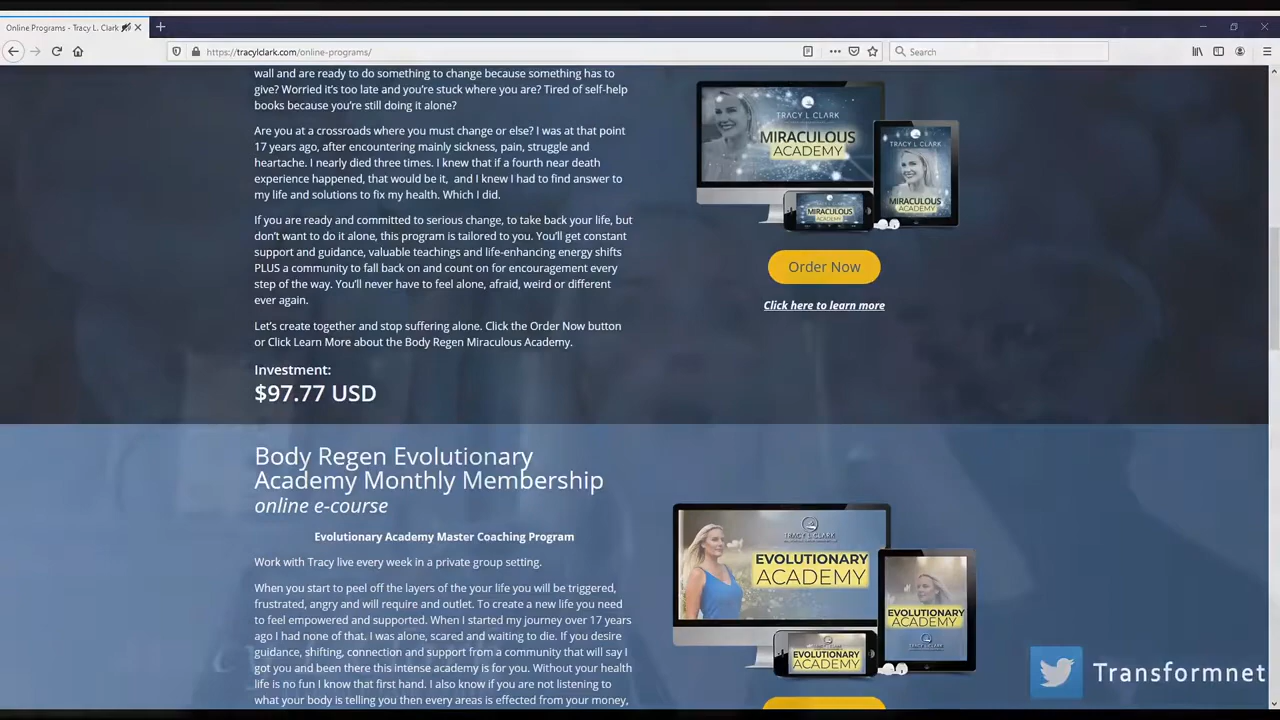 Online Programs - Tracy L. Clark
https://tracylclark.com/online-programs/
Search
wall and are ready to do something to change because something has
give? Worried it's too late and you're stuck where you are? Tired of self-help
books because you're still doing it alone?
Are you at a crossroads where you must change or else? I was at that point
17 years ago, after encountering mainly sickness, pain, struggle and
heartache. I nearly died three times. I knew that if a fourth near death
experience happened, that would be it,  and I knew I had to find answer to
my life and solutions to fix my health. Which I did.
If you are ready and committed to serious change, to take back your life, but
don't want to do it alone, this program is tailored to you. You'll get constant
support and guidance, valuable teachings and life-enhancing energy shifts
PLUS a community to fall back on and count on for encouragement every
step of the way. You'll never have to feel alone, afraid, weird or different
ever again.
Let's create together and stop suffering alone. Click the Order Now button
or Click Learn More about the Body Regen Miraculous Academy.
Investment:
$97.77 USD
TRACY L CLARK
MIRACULOUS
ACADEMY
TRACY L CLARK
MIRACULOUS
ACADEMY
MIRACULOUS
ACADEMY
Order Now
Click here to learn more
Body Regen Evolutionary
Academy Monthly Membership
online e-course
Evolutionary Academy Master Coaching Program
Work with Tracy live every week in a private group setting.
When you start to peel off the layers of the your life you will be triggered,
frustrated, angry and will require and outlet. To create a new life you need
to feel empowered and supported. When I started my journey over 17 years
ago I had none of that. I was alone, scared and waiting to die. If you desire
guidance, shifting, connection and support from a community that will say I
got you and been there this intense academy is for you. Without your health
life is no fun I know that first hand. I also know if you are not listening to
what your body is telling you then every areas is effected from your money,
TRACY L CLARK
EVOLUTIONARY
ACADEMY
EVOLUTIONARY
ACADEMY
EVOLUTIONARY
ACADEMY
Transformnet